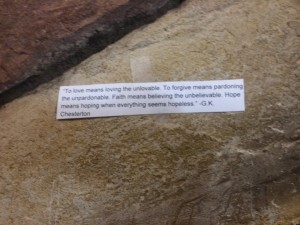 "To love means loving the unlovable. To forgive means pardoning
the unpardonable. Faith means believing the unbelievable. Hope
means hoping when everything seems hopeless." -G.K.
Chesterton